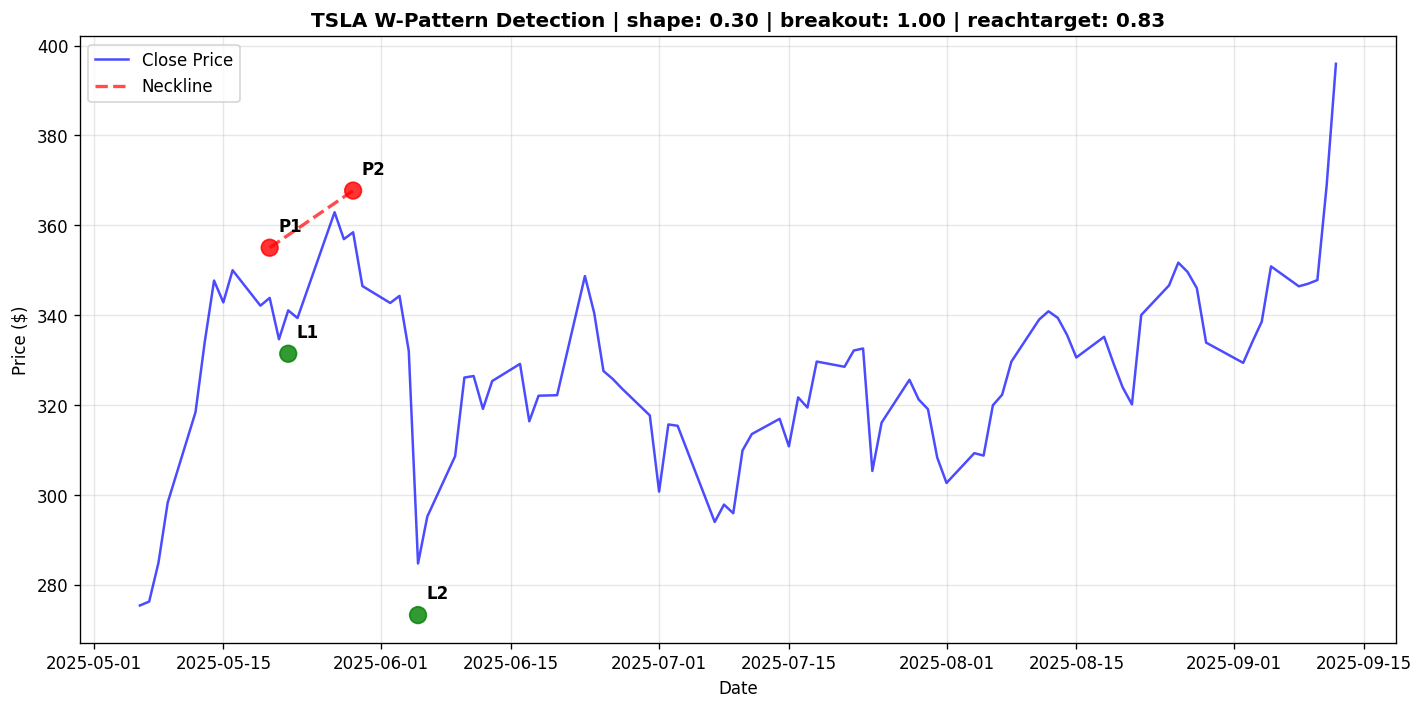 TSLA W-Pattern Detection | shape: 0.30 | breakout: 1.00 | reachtarget: 0.83
Close Price
Neckline
400
380
360
340
320
300
280
Price ($)
P1
P2
L1
L2
2025-05-01
2025-05-15
2025-06-01
2025-06-15
2025-07-01
2025-07-15
2025-08-01
2025-08-15
2025-09-01
2025-09-15
Date